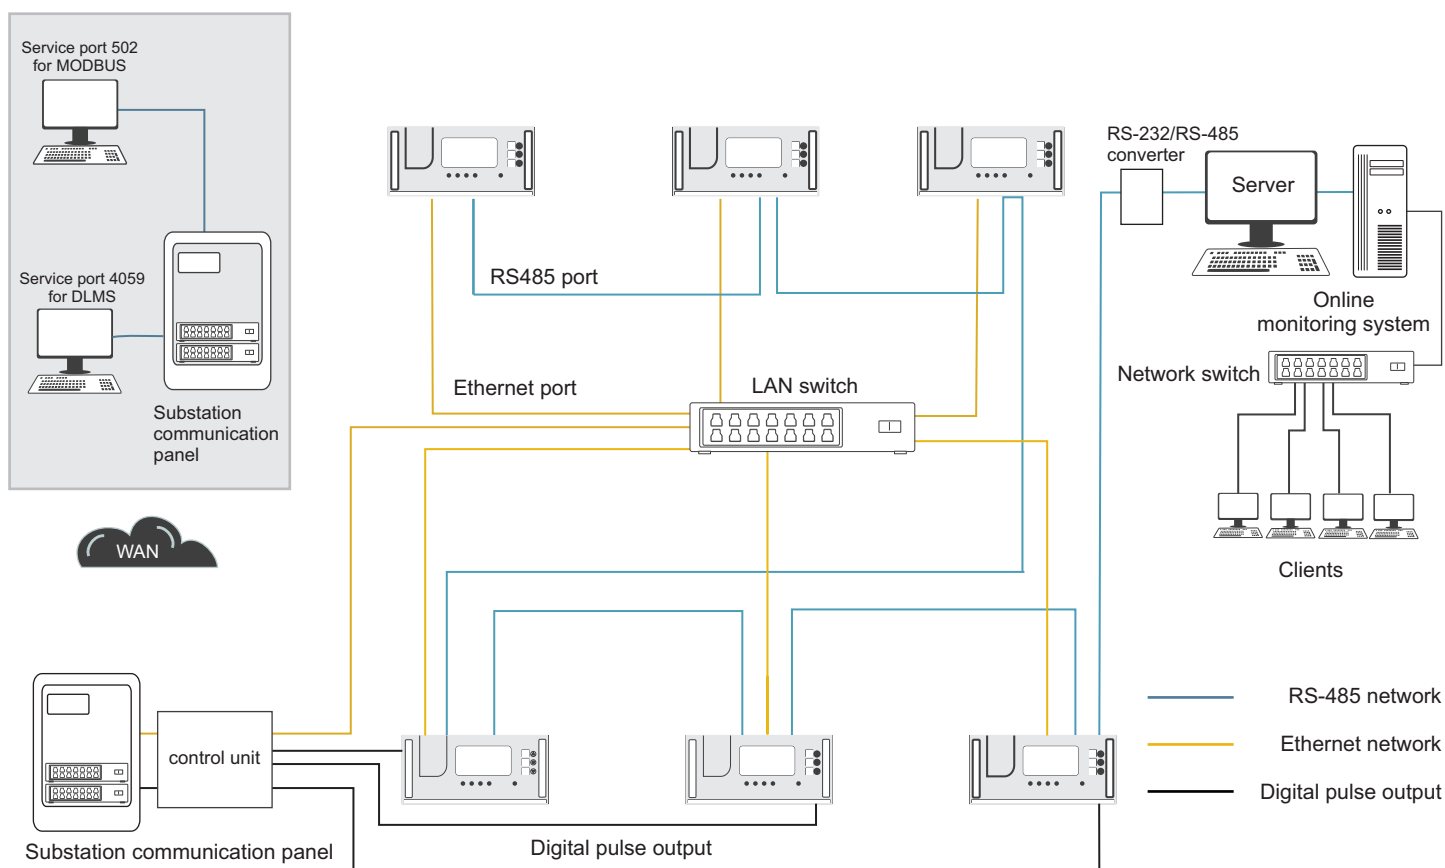 Service port 502
for MODBUS
Service port 4059
for DLMS
Substation
communication
panel
WAN
RS485 port
Ethernet port
LAN switch
RS-232/RS-485
converter
Server
Online
monitoring system
Network switch
Clients
control unit
Substation communication panel
Digital pulse output
RS-485 network
Ethernet network
Digital pulse output